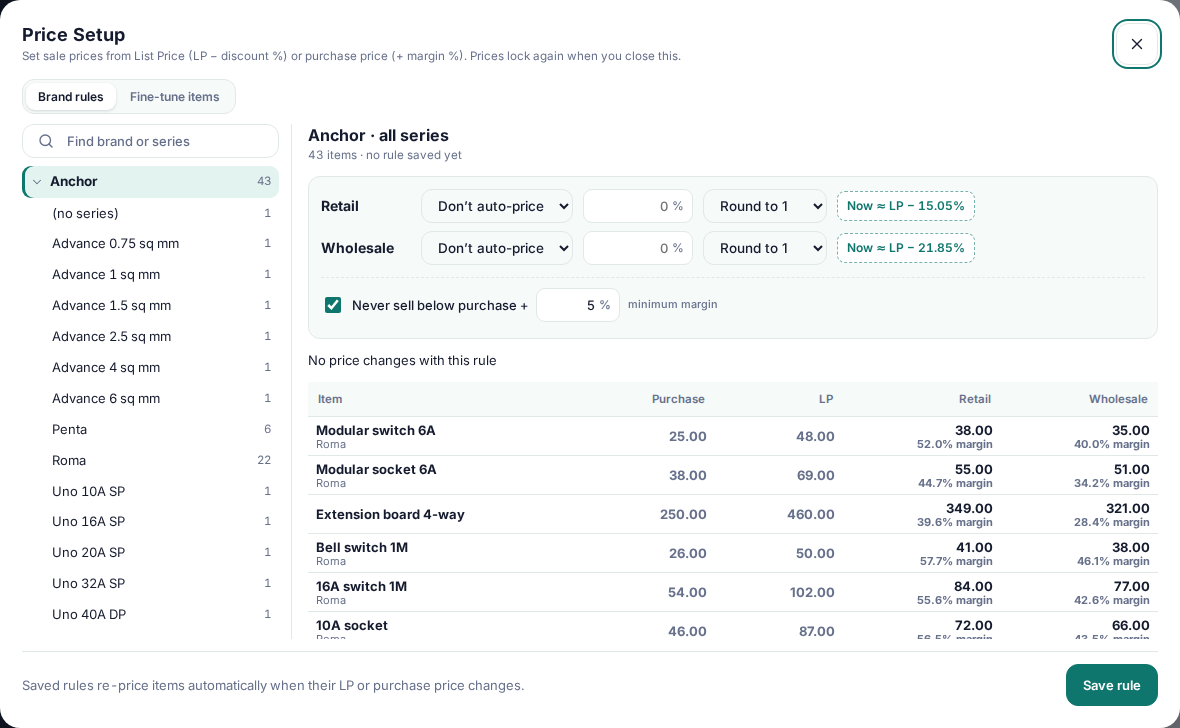 Price Setup
Set sale prices from List Price (LP − discount %) or purchase price (+ margin %). Prices lock again when you close this.
Brand rules Fine-tune items
Find brand or series
Anchor 43
(no series) 1
Advance 0.75 sq mm 1
Advance 1 sq mm 1
Advance 1.5 sq mm 1
Advance 2.5 sq mm 1
Advance 4 sq mm 1
Advance 6 sq mm 1
Penta 6
Roma 22
Uno 10A SP 1
Uno 16A SP 1
Uno 20A SP 1
Uno 32A SP 1
Uno 40A DP 1
Anchor · all series
43 items · no rule saved yet
Retail Don’t auto-price 0 % Round to 1 Now ≈ LP − 15.05%
Wholesale Don’t auto-price 0 % Round to 1 Now ≈ LP − 21.85%
Never sell below purchase + 5 % minimum margin
No price changes with this rule
Item Purchase LP Retail Wholesale
Modular switch 6A 25.00 48.00 38.00 35.00
Roma 52.0% margin 40.0% margin
Modular socket 6A 38.00 69.00 55.00 51.00
Roma 44.7% margin 34.2% margin
Extension board 4-way 250.00 460.00 349.00 321.00
39.6% margin 28.4% margin
Bell switch 1M 26.00 50.00 41.00 38.00
Roma 57.7% margin 46.1% margin
16A switch 1M 54.00 102.00 84.00 77.00
Roma 55.6% margin 42.6% margin
10A socket 46.00 87.00 72.00 66.00
Roma 56.5% margin 43.5% margin
Saved rules re-price items automatically when their LP or purchase price changes.
Save rule